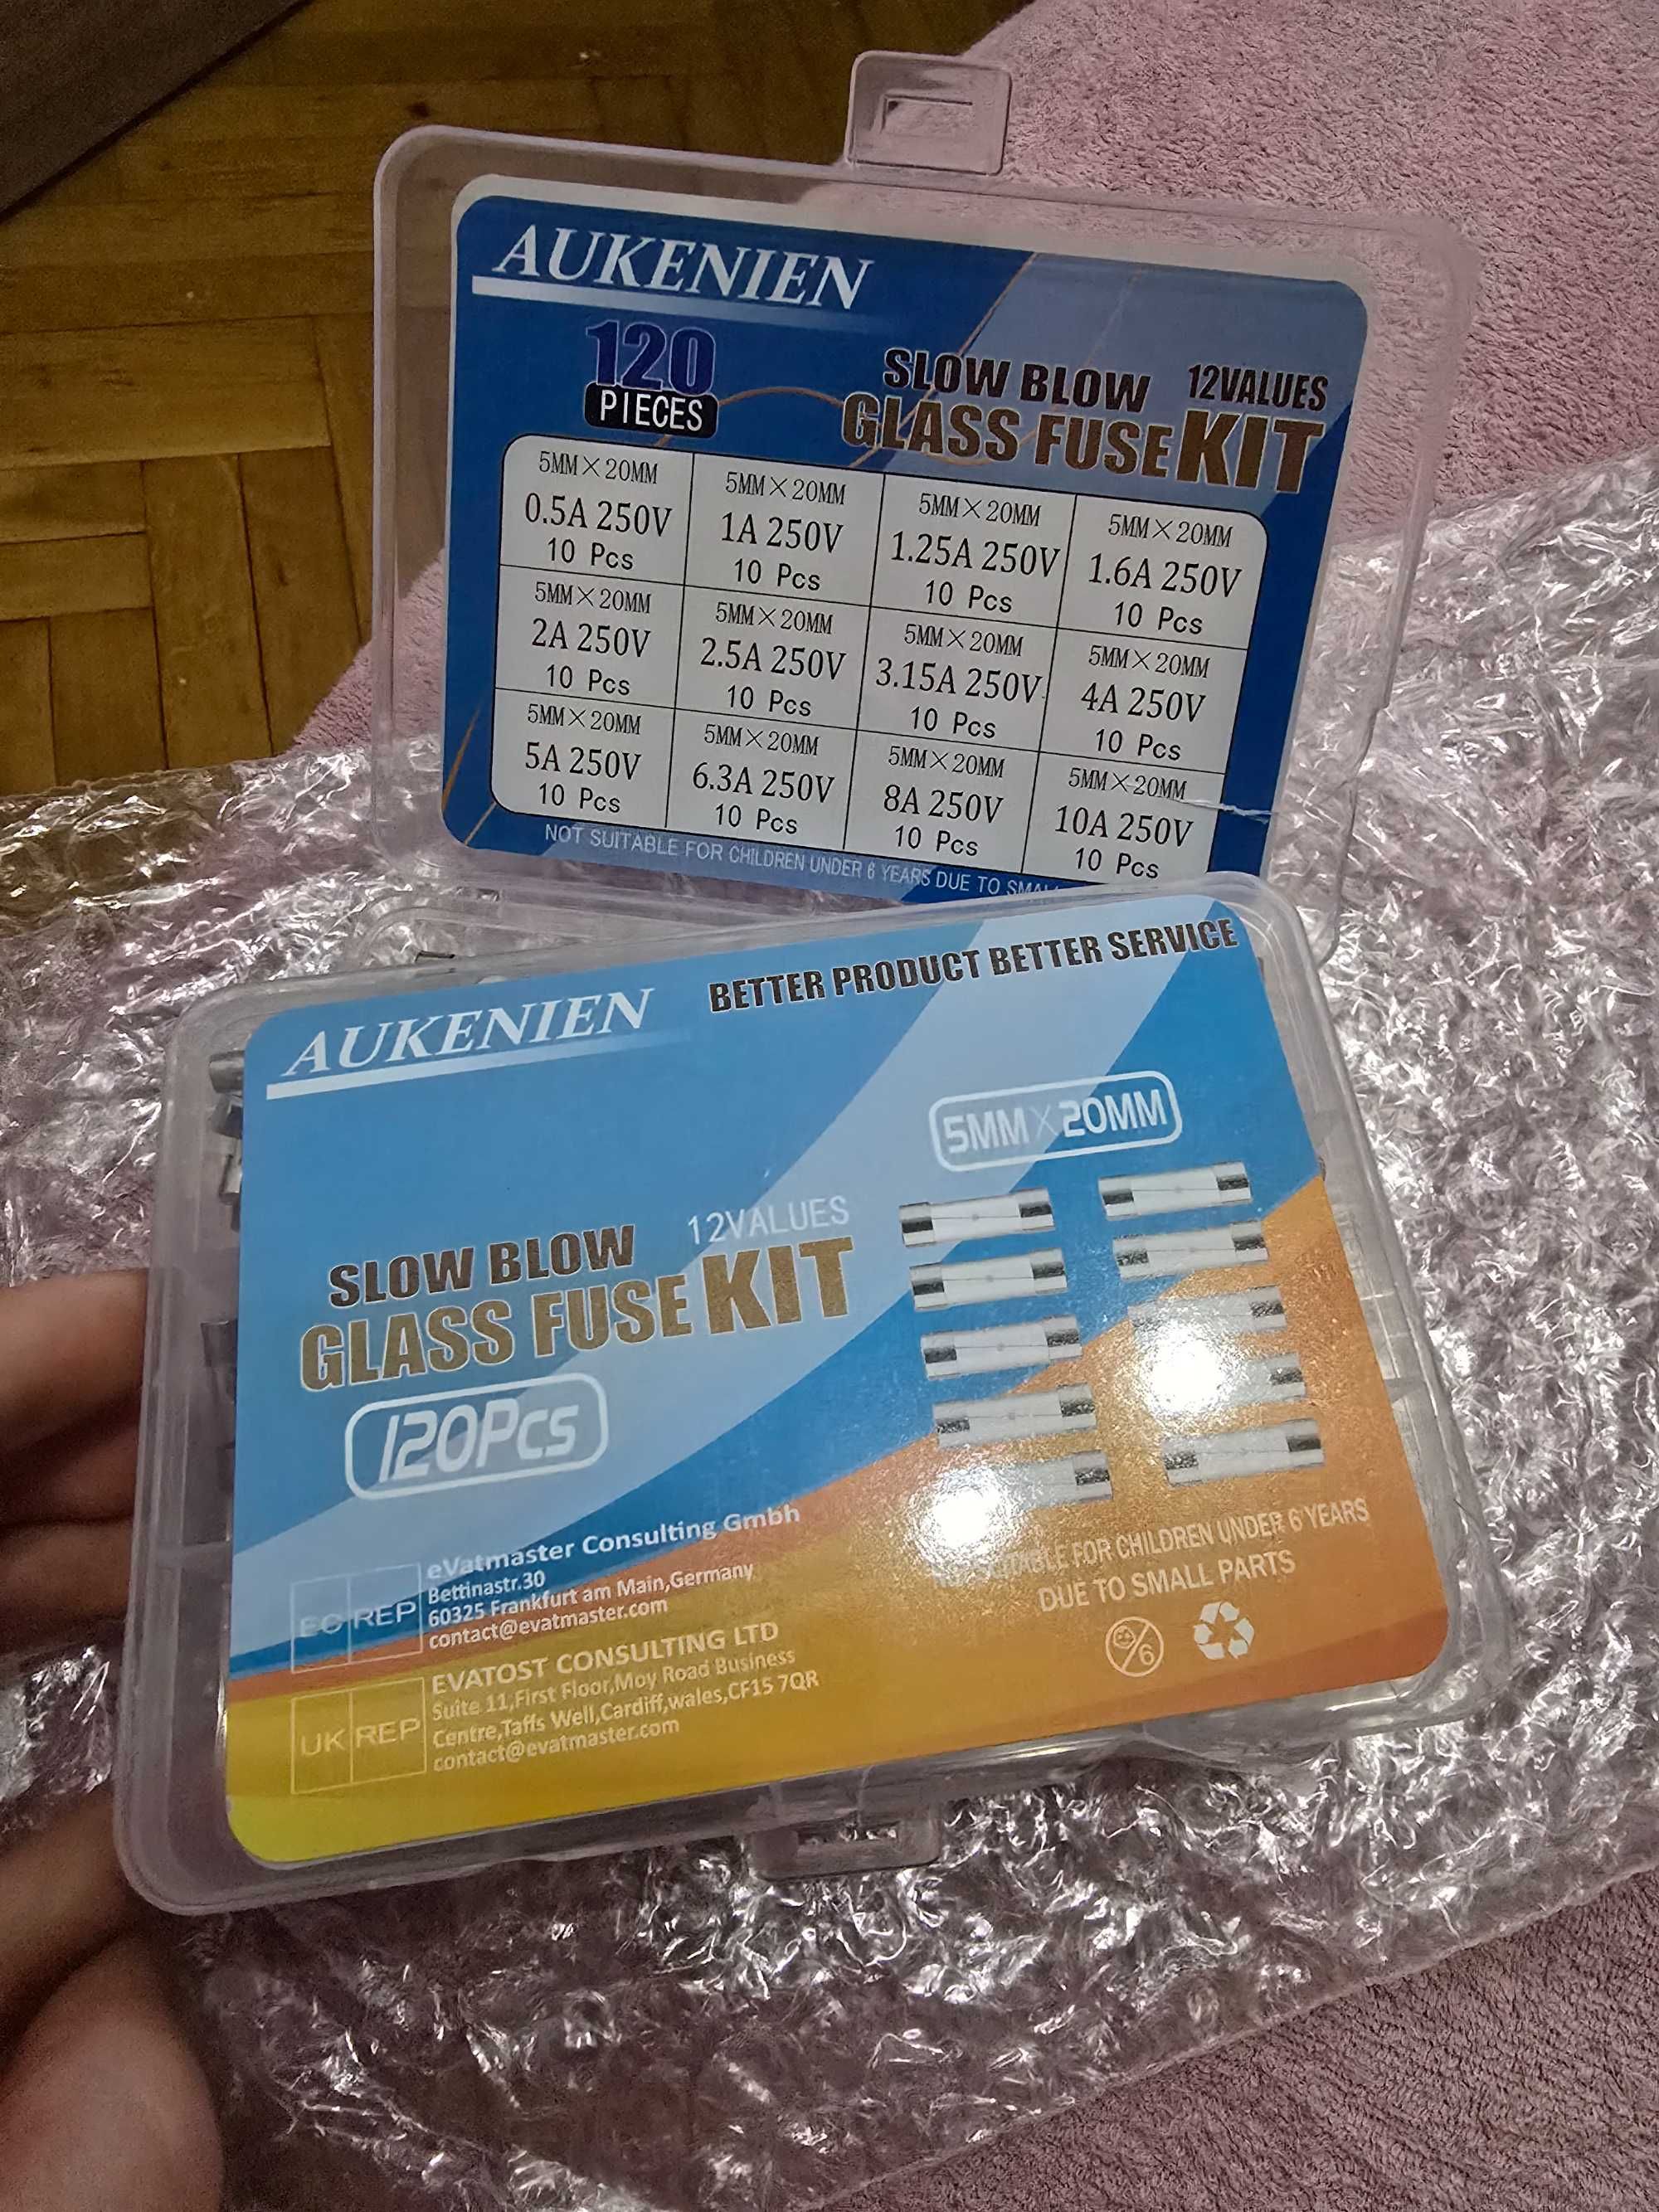 AUKENIEN
120
PIECES
SLOW BLOW 12VALUES
GLASS FUSE KIT
5MM×20MM
0.5A 250V
10 Pcs
5MM×20MM
1A 250V
10 Pcs
5MM×20MM
1.25A 250V
10 Pcs
5MM×20MM
1.6A 250V
10 Pcs
5MM×20MM
2A 250V
10 Pcs
5MM×20MM
2.5A 250V
10 Pcs
5MM×20MM
3.15A 250V
10 Pcs
5MM×20MM
4A 250V
10 Pcs
5MM×20MM
5A 250V
10 Pcs
5MM×20MM
6.3A 250V
10 Pcs
5MM×20MM
8A 250V
10 Pcs
5MM×20MM
10A 250V
10 Pcs
NOT SUITABLE FOR CHILDREN UNDER 6 YEARS DUE TO
AUKENIEN
BETTER PRODUCT BETTER SERVICE
5MM×20MM
SLOW BLOW 12VALUES
GLASS FUSE KIT
120Pcs
EC REP
eVatmaster Consulting Gmbh
Bettinastr.30
60325 Frankfurt am Main,Germany
contact@evatmaster.com
UK REP
EVATOST CONSULTING LTD
Suite 11,First Floor,Moy Road Business
Centre,Taffs Well,Cardiff,wales,CF15 7QR
contact@evatmaster.com
FOR CHILDREN UNDER 6 YEARS
DUE TO SMALL PARTS
6